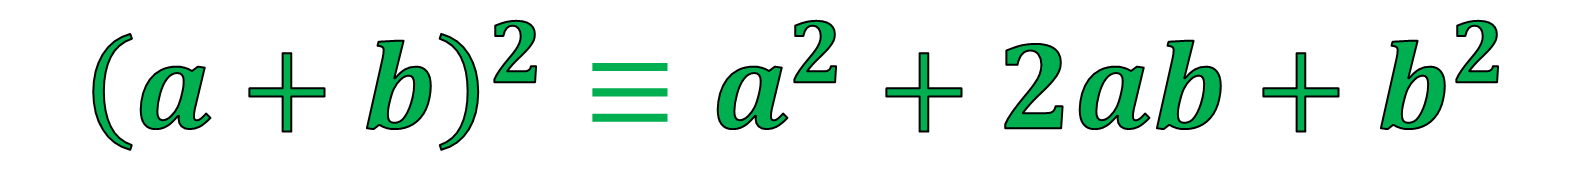 (a + b)² ≡ a² + 2ab + b²